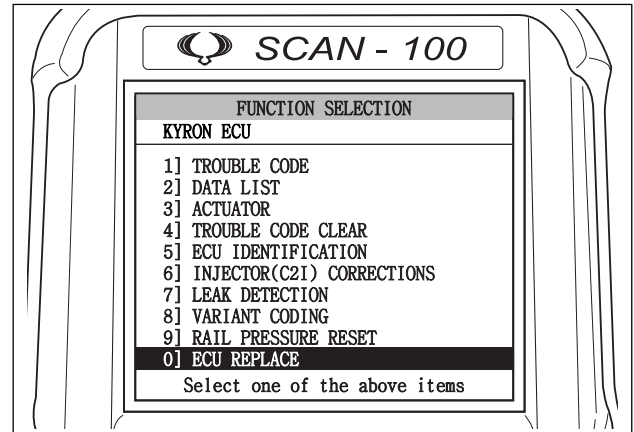 SCAN - 100
FUNCTION SELECTION
KYRON ECU
1] TROUBLE CODE
2] DATA LIST
3] ACTUATOR
4] TROUBLE CODE CLEAR
5] ECU IDENTIFICATION
6] INJECTOR(C2I) CORRECTIONS
7] LEAK DETECTION
8] VARIANT CODING
9] RAIL PRESSURE RESET
0] ECU REPLACE
Select one of the above items